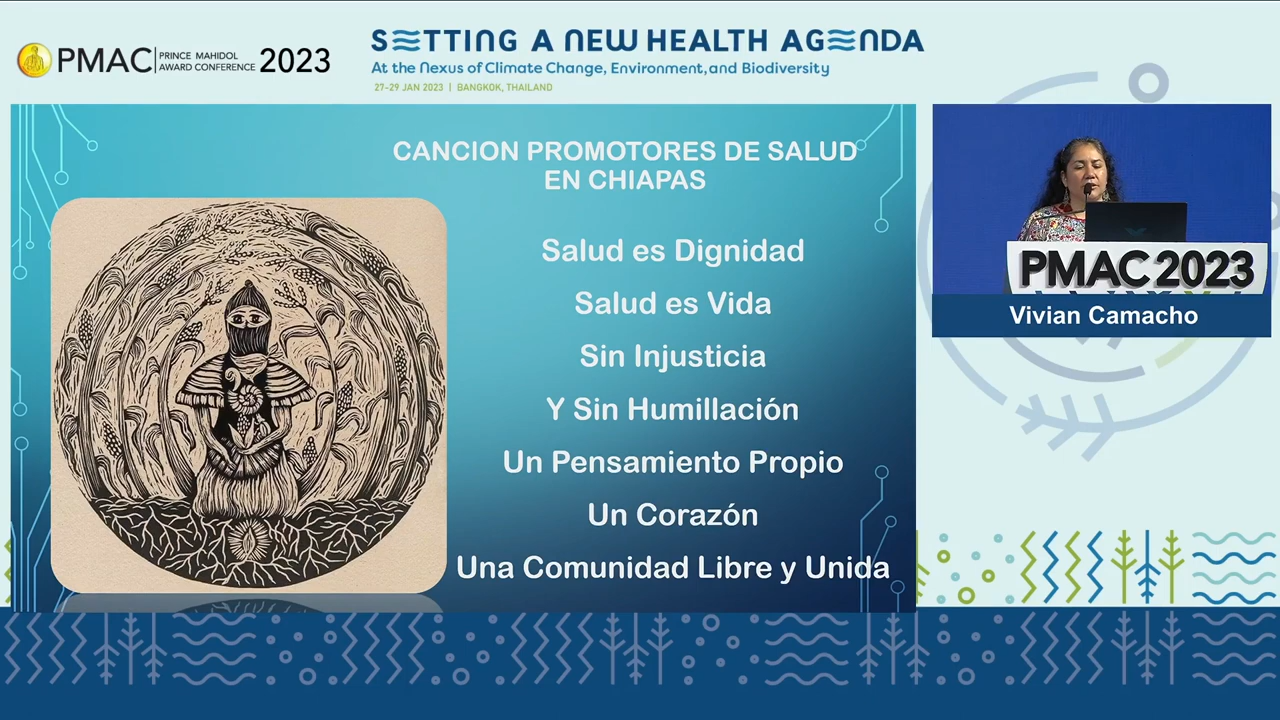 PMAC
PRINCE MAHIDOL
AWARD CONFERENCE
2023
SETTING A NEW HEALTH AGENDA
At the Nexus of Climate Change, Environment, and Biodiversity
27-29 JAN 2023 | BANGKOK, THAILAND
CANCION PROMOTORES DE SALUD
EN CHIAPAS
Salud es Dignidad
Salud es Vida
Sin Injusticia
Y Sin Humillación
Un Pensamiento Propio
Un Corazón
Una Comunidad Libre y Unida
PMAC 2023
Vivian Camacho